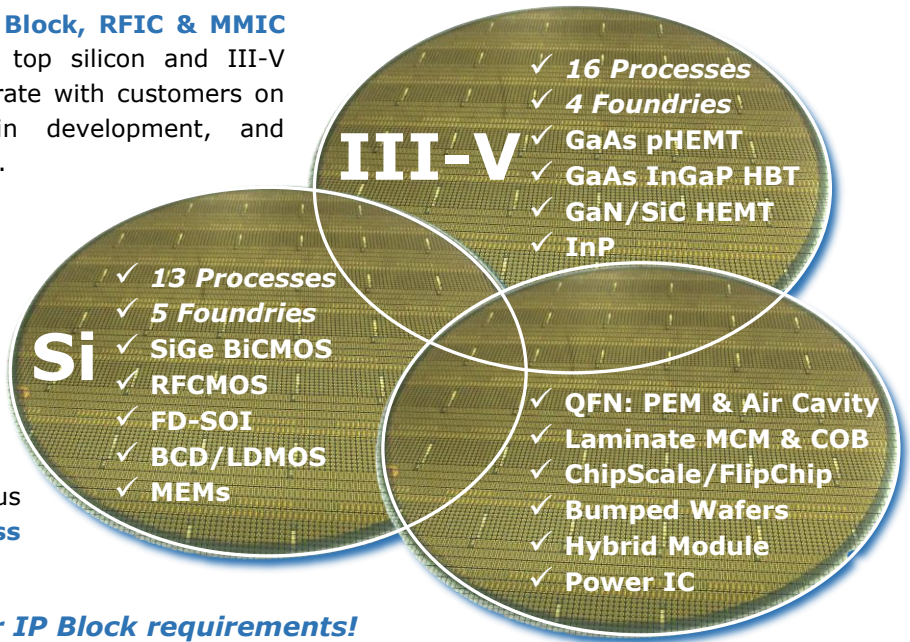 Block, RFIC & MMIC
top silicon and III-V
rate with customers on
in development, and
.
III-V
✓ 16 Processes
✓ 4 Foundries
✓ GaAs pHEMT
✓ GaAs InGaP HBT
✓ GaN/SiC HEMT
✓ InP
Si
✓ 13 Processes
✓ 5 Foundries
✓ SiGe BiCMOS
✓ RFCMOS
✓ FD-SOI
✓ BCD/LDMOS
✓ MEMs
✓ QFN: PEM & Air Cavity
✓ Laminate MCM & COB
✓ ChipScale/FlipChip
✓ Bumped Wafers
✓ Hybrid Module
✓ Power IC
us
ss
r IP Block requirements!